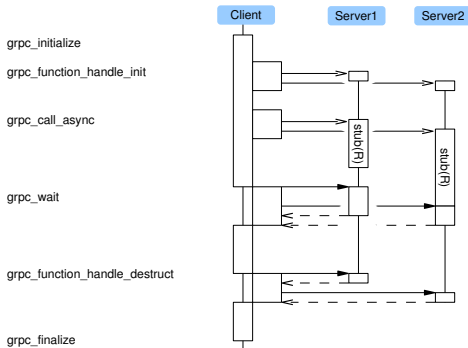 Client Server1 Server2
grpc_initialize
grpc_function_handle_init
grpc_call_async
stub(R)
stub(R)
grpc_wait
grpc_function_handle_destruct
grpc_finalize